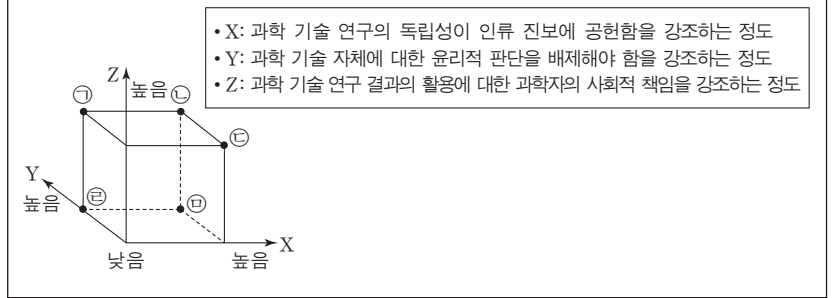 • X: 과학 기술 연구의 독립성이 인류 진보에 공헌함을 강조하는 정도
• Y: 과학 기술 자체에 대한 윤리적 판단을 배제해야 함을 강조하는 정도
• Z: 과학 기술 연구 결과의 활용에 대한 과학자의 사회적 책임을 강조하는 정도
Z
높음
㉠
㉡
㉢
Y
높음
㉣
㉤
X
낮음
높음